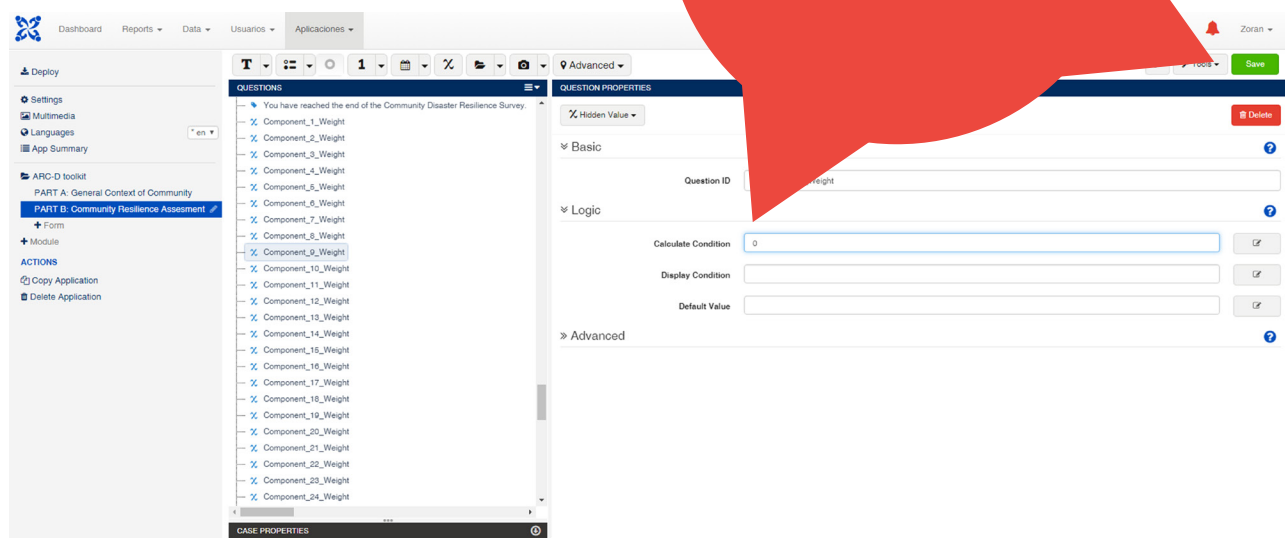 Dashboard Reports Data Usuarios Aplicaciones Zoran
Deploy
Settings
Multimedia
Languages * en
App Summary
ARC-D toolkit
PART A: General Context of Community
PART B: Community Resilience Assesment
+ Form
+ Module
ACTIONS
Copy Application
Delete Application
T 1 Advanced Tools Save
QUESTIONS
You have reached the end of the Community Disaster Resilience Survey.
Component_1_Weight
Component_2_Weight
Component_3_Weight
Component_4_Weight
Component_5_Weight
Component_6_Weight
Component_7_Weight
Component_8_Weight
Component_9_Weight
Component_10_Weight
Component_11_Weight
Component_12_Weight
Component_13_Weight
Component_14_Weight
Component_15_Weight
Component_16_Weight
Component_17_Weight
Component_18_Weight
Component_19_Weight
Component_20_Weight
Component_21_Weight
Component_22_Weight
Component_23_Weight
Component_24_Weight
CASE PROPERTIES
QUESTION PROPERTIES
Hidden Value Delete
Basic
Question ID Weight
Logic
Calculate Condition 0
Display Condition
Default Value
Advanced